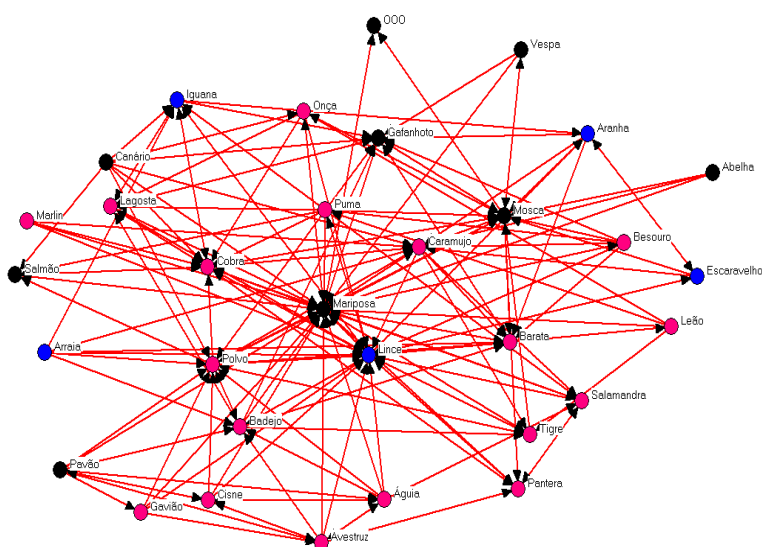 OOO
Vespa
Iguana
Onça
Gafanhoto
Aranha
Canário
Abelha
Lagosta
Puma
Mosca
Marlin
Caramujo
Besouro
Salmão
Cobra
Escaravelho
Mariposa
Leão
Barata
Arraia
Polvo
Lince
Salamandra
Badejo
Tigre
Pavão
Pantera
Gavião
Cisne
Águia
Avestruz